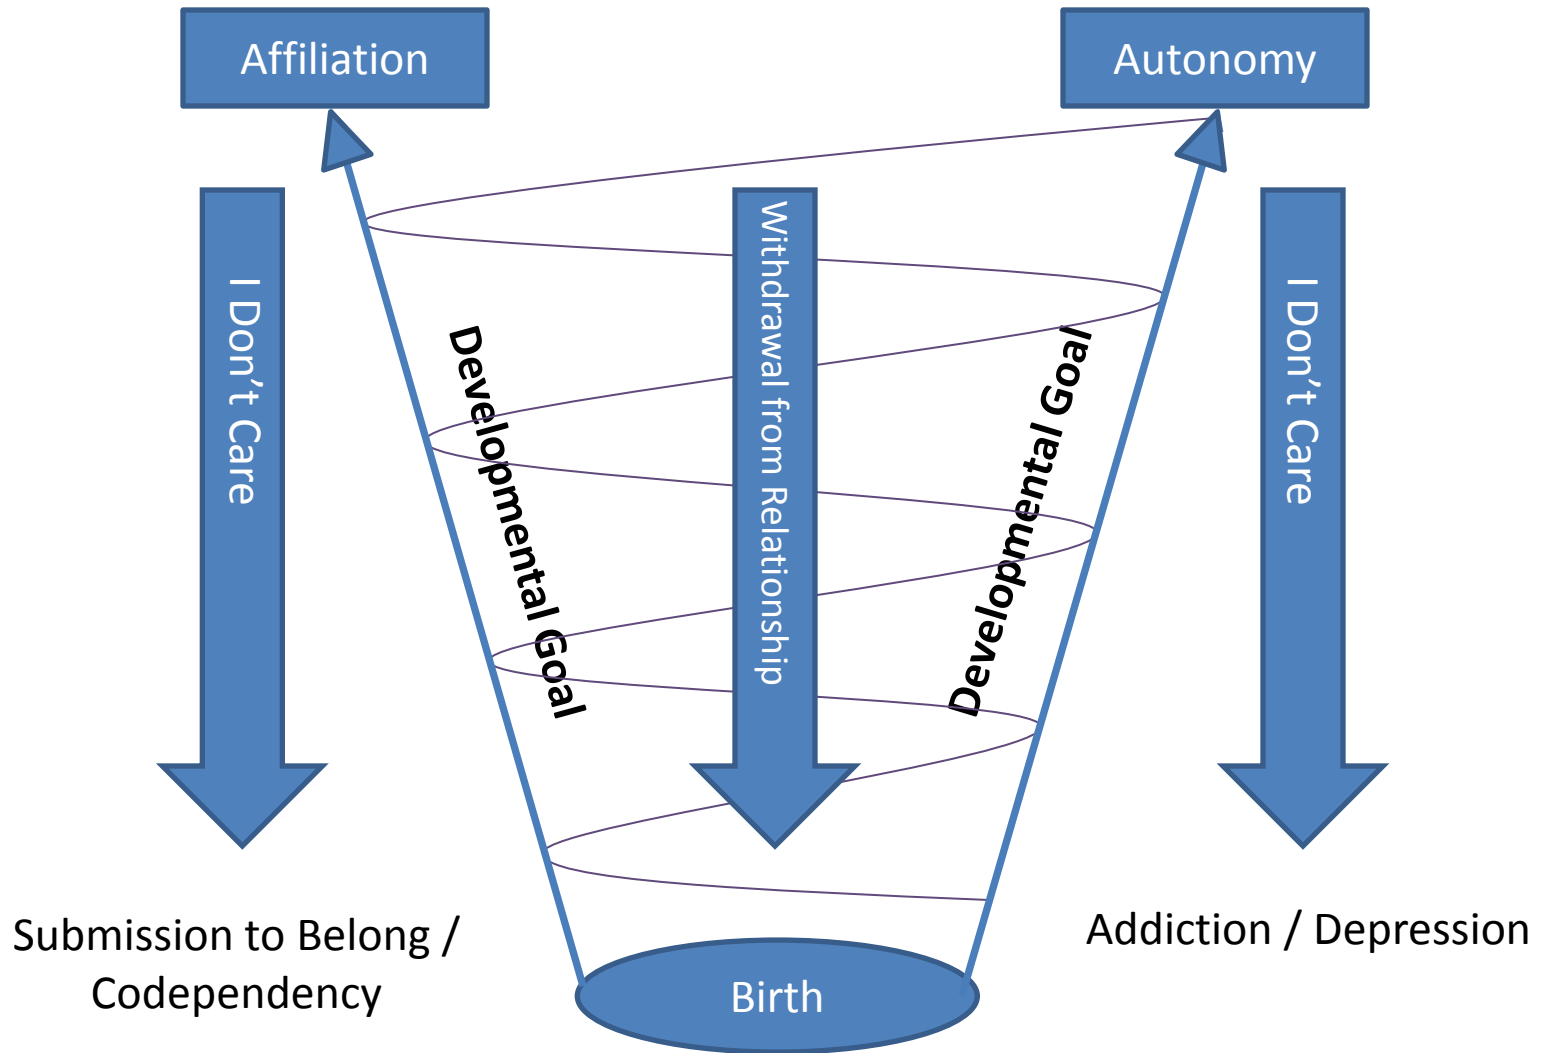 Affiliation
Autonomy
I Don't Care
Developmental Goal
Withdrawal from Relationship
Developmental Goal
I Don't Care
Submission to Belong /
Codependency
Birth
Addiction / Depression